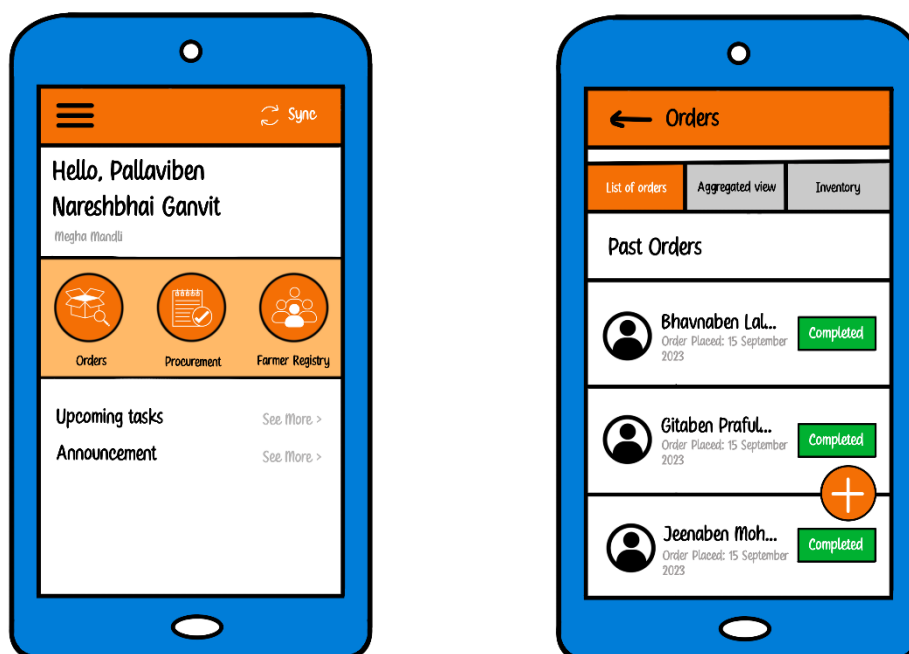 Sync
Hello, Pallaviben
Nareshbhai Ganvit
Megha Mandli
Orders
Procurement
Farmer Registry
Upcoming tasks
See More >
Announcement
See More >
Orders
List of orders
Aggregated view
Inventory
Past Orders
Bhavnaben Lal...
Order Placed: 15 September
2023
Completed
Gitaben Praful...
Order Placed: 15 September
2023
Completed
Jeenaben Moh...
Order Placed: 15 September
2023
Completed